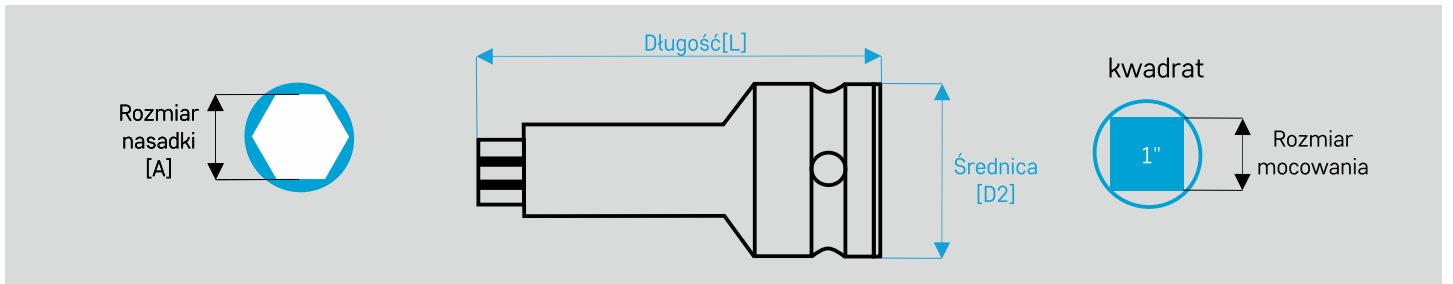 Długość[L]
kwadrat
Rozmiar
nasadki
[A]
1"
Rozmiar
mocowania
Średnica
[D2]